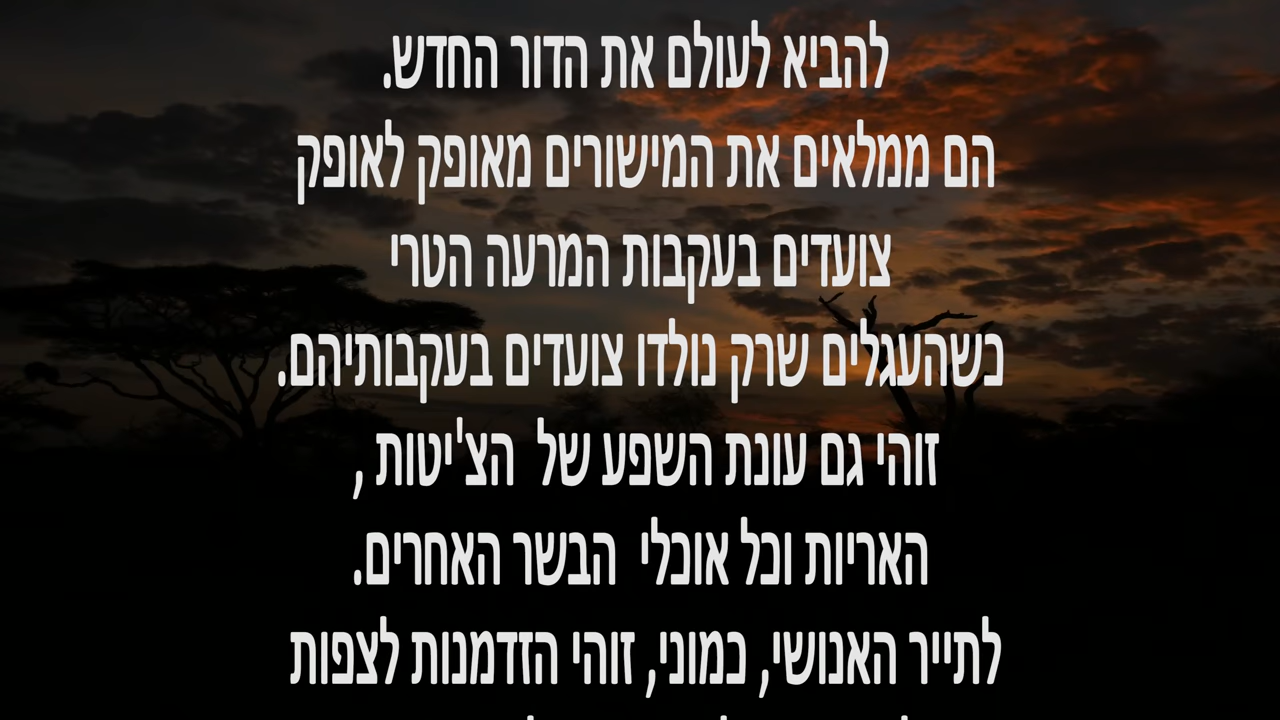 להביא לעולם את הדור החדש.
הם ממלאים את המישורים מאופק לאופק
צועדים בעקבות המרעה הטרי
כשהעגלים שרק נולדו צועדים בעקבותיהם.
זוהי גם עונת השפע של  הצ'יטות ,
האריות וכל אוכלי  הבשר האחרים.
לתייר האנושי, כמוני, זוהי הזדמנות לצפות